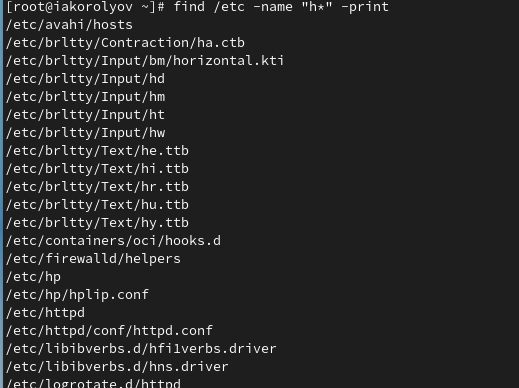 [root@iakorolyov ~]# find /etc -name "h*" -print
/etc/avahi/hosts
/etc/brltty/Contraction/ha.ctb
/etc/brltty/Input/bm/horizontal.kti
/etc/brltty/Input/hd
/etc/brltty/Input/hm
/etc/brltty/Input/ht
/etc/brltty/Input/hw
/etc/brltty/Text/he.ttb
/etc/brltty/Text/hi.ttb
/etc/brltty/Text/hr.ttb
/etc/brltty/Text/hu.ttb
/etc/brltty/Text/hy.ttb
/etc/containers/oci/hooks.d
/etc/firewalld/helpers
/etc/hp
/etc/hp/hplip.conf
/etc/httpd
/etc/httpd/conf/httpd.conf
/etc/libibverbs.d/hfi1verbs.driver
/etc/libibverbs.d/hns.driver
/etc/logrotate.d/httpd